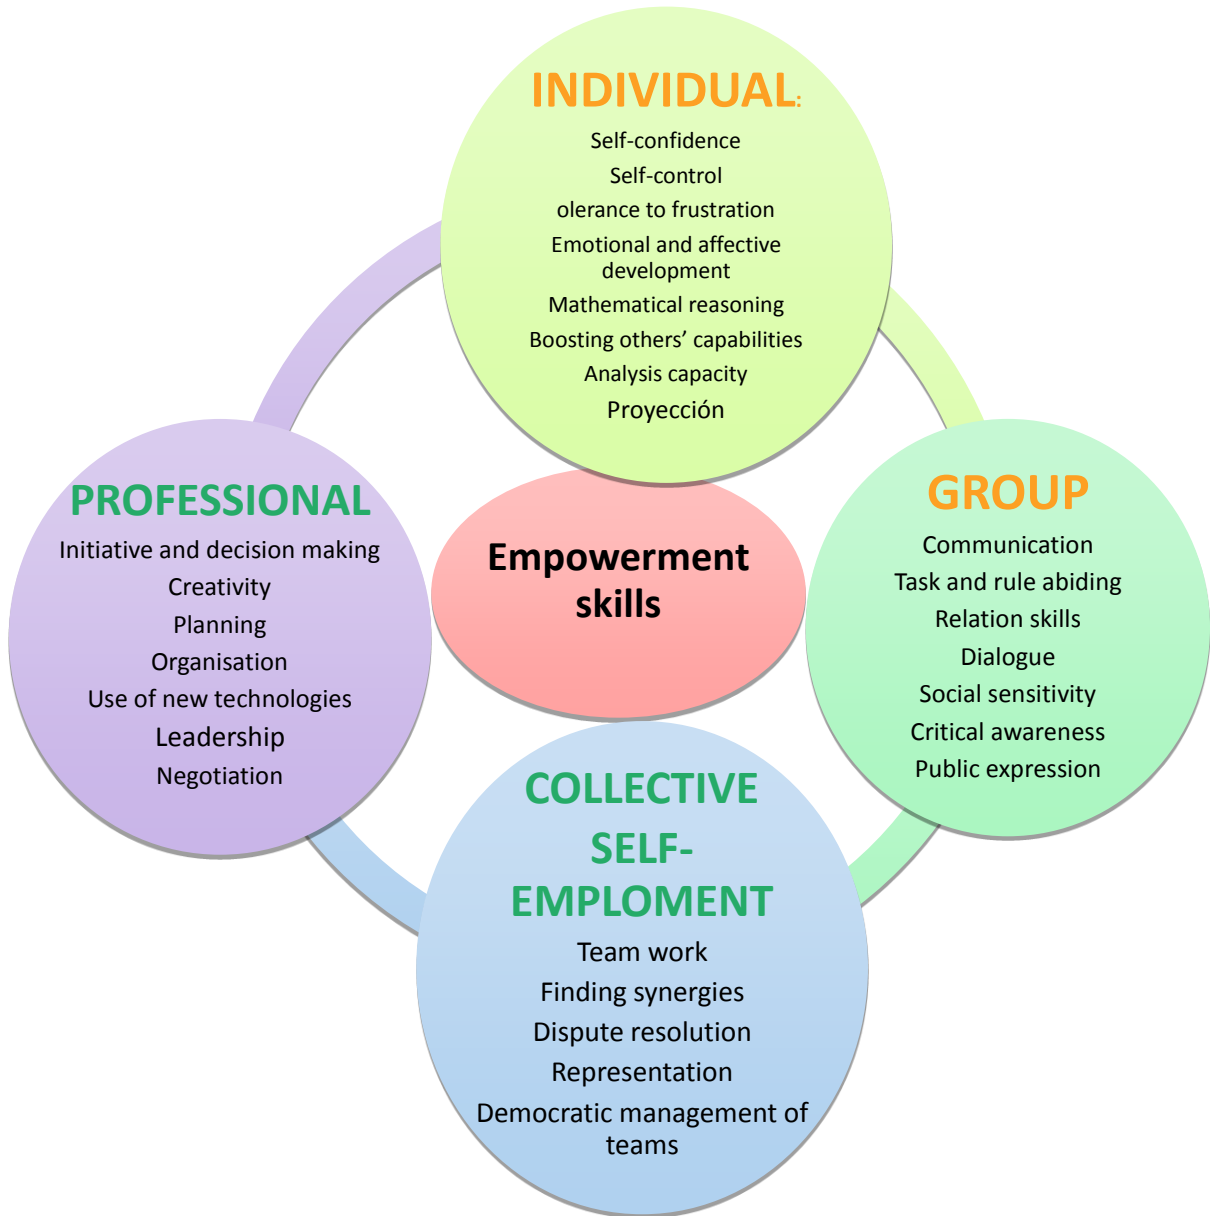 INDIVIDUAL:
Self-confidence
Self-control
olerance to frustration
Emotional and affective
development
Mathematical reasoning
Boosting others’ capabilities
Analysis capacity
Proyección
PROFESSIONAL
Initiative and decision making
Creativity
Planning
Organisation
Use of new technologies
Leadership
Negotiation
Empowerment
skills
GROUP
Communication
Task and rule abiding
Relation skills
Dialogue
Social sensitivity
Critical awareness
Public expression
COLLECTIVE
SELF-
EMPLOMENT
Team work
Finding synergies
Dispute resolution
Representation
Democratic management of
teams